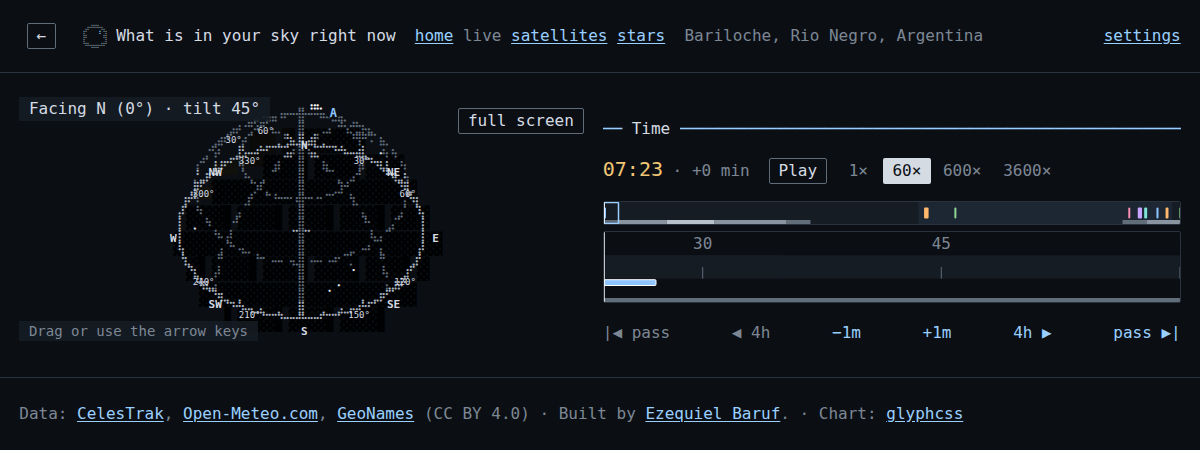 ← What is in your sky right now home live satellites stars Bariloche, Rio Negro, Argentina settings
Facing N (0°) · tilt 45°
full screen
A
60°
30°
N
330°
30°
NW
NE
300°
60°
W
E
240°
120°
SW
SE
210°
150°
S
Drag or use the arrow keys
Time
07:23 · +0 min Play 1× 60× 600× 3600×
30 45
|◀ pass ◀ 4h −1m +1m 4h ▶ pass ▶|
Data: CelesTrak, Open-Meteo.com, GeoNames (CC BY 4.0) · Built by Ezequiel Baruf. · Chart: glyphcss